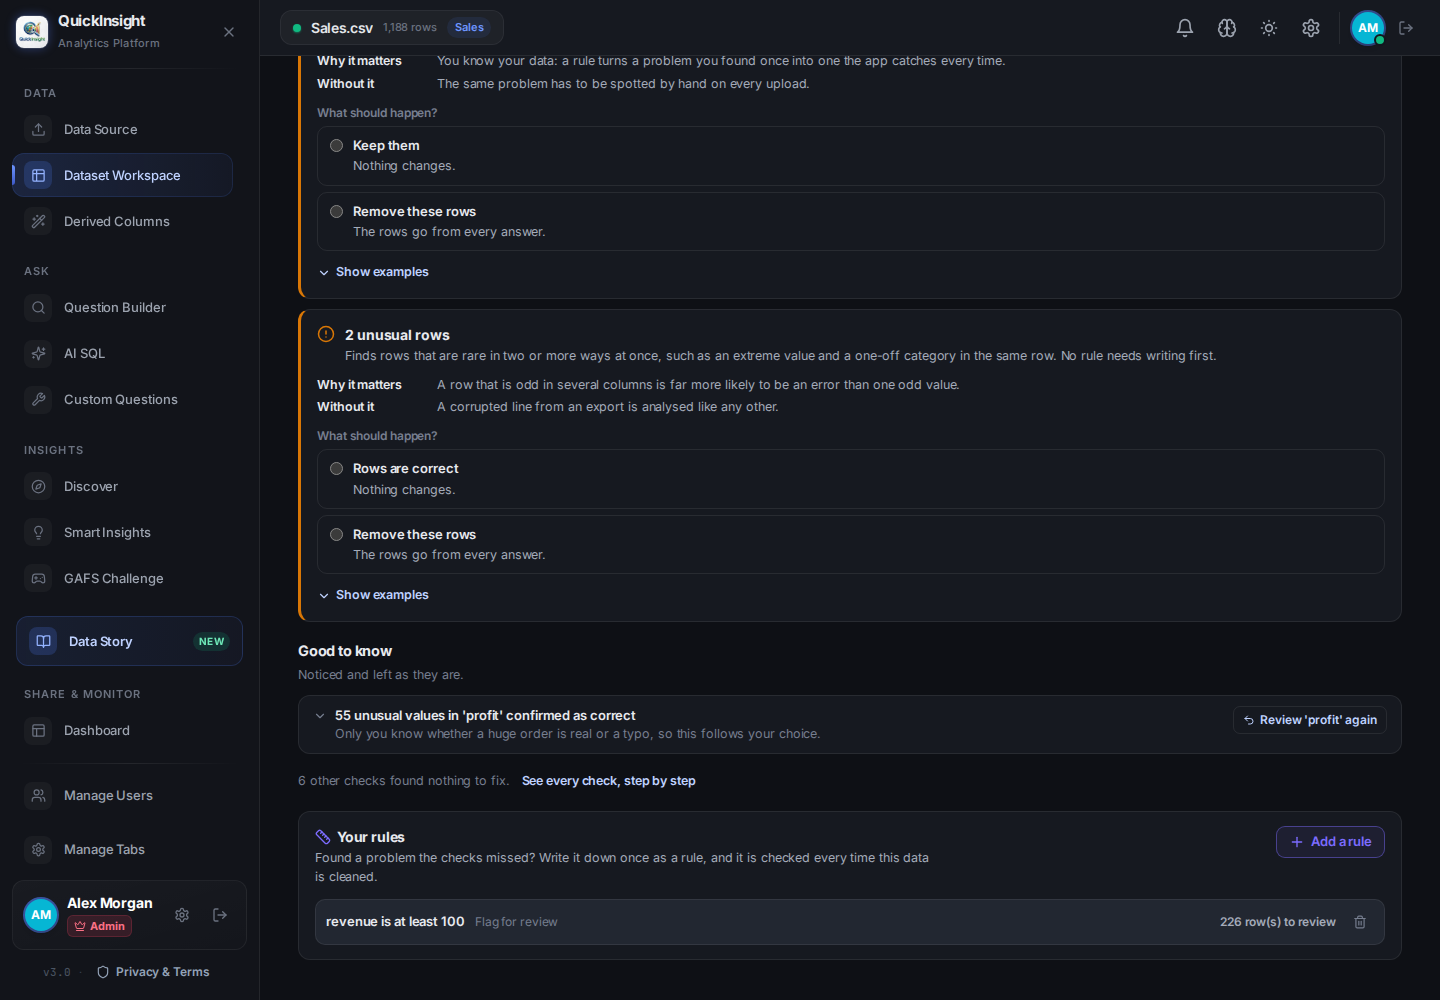 QuickInsight
Analytics Platform
DATA
Data Source
Dataset Workspace
Derived Columns
ASK
Question Builder
AI SQL
Custom Questions
INSIGHTS
Discover
Smart Insights
GAFS Challenge
Data Story NEW
SHARE & MONITOR
Dashboard
Manage Users
Manage Tabs
AM Alex Morgan
Admin
v3.0 · Privacy & Terms
Sales.csv 1,188 rows Sales
AM
Why it matters You know your data: a rule turns a problem you found once into one the app catches every time.
Without it The same problem has to be spotted by hand on every upload.
What should happen?
Keep them
Nothing changes.
Remove these rows
The rows go from every answer.
Show examples
2 unusual rows
Finds rows that are rare in two or more ways at once, such as an extreme value and a one-off category in the same row. No rule needs writing first.
Why it matters A row that is odd in several columns is far more likely to be an error than one odd value.
Without it A corrupted line from an export is analysed like any other.
What should happen?
Rows are correct
Nothing changes.
Remove these rows
The rows go from every answer.
Show examples
Good to know
Noticed and left as they are.
55 unusual values in 'profit' confirmed as correct
Only you know whether a huge order is real or a typo, so this follows your choice.
Review 'profit' again
6 other checks found nothing to fix. See every check, step by step
Your rules
Found a problem the checks missed? Write it down once as a rule, and it is checked every time this data
is cleaned.
Add a rule
revenue is at least 100 Flag for review 226 row(s) to review